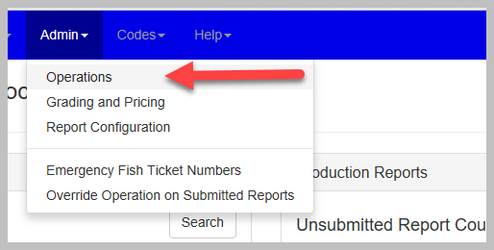 Admin Codes Help
Operations
Grading and Pricing
Report Configuration
Emergency Fish Ticket Numbers
Override Operation on Submitted Reports
oduction Reports
Search
Unsubmitted Report Cou